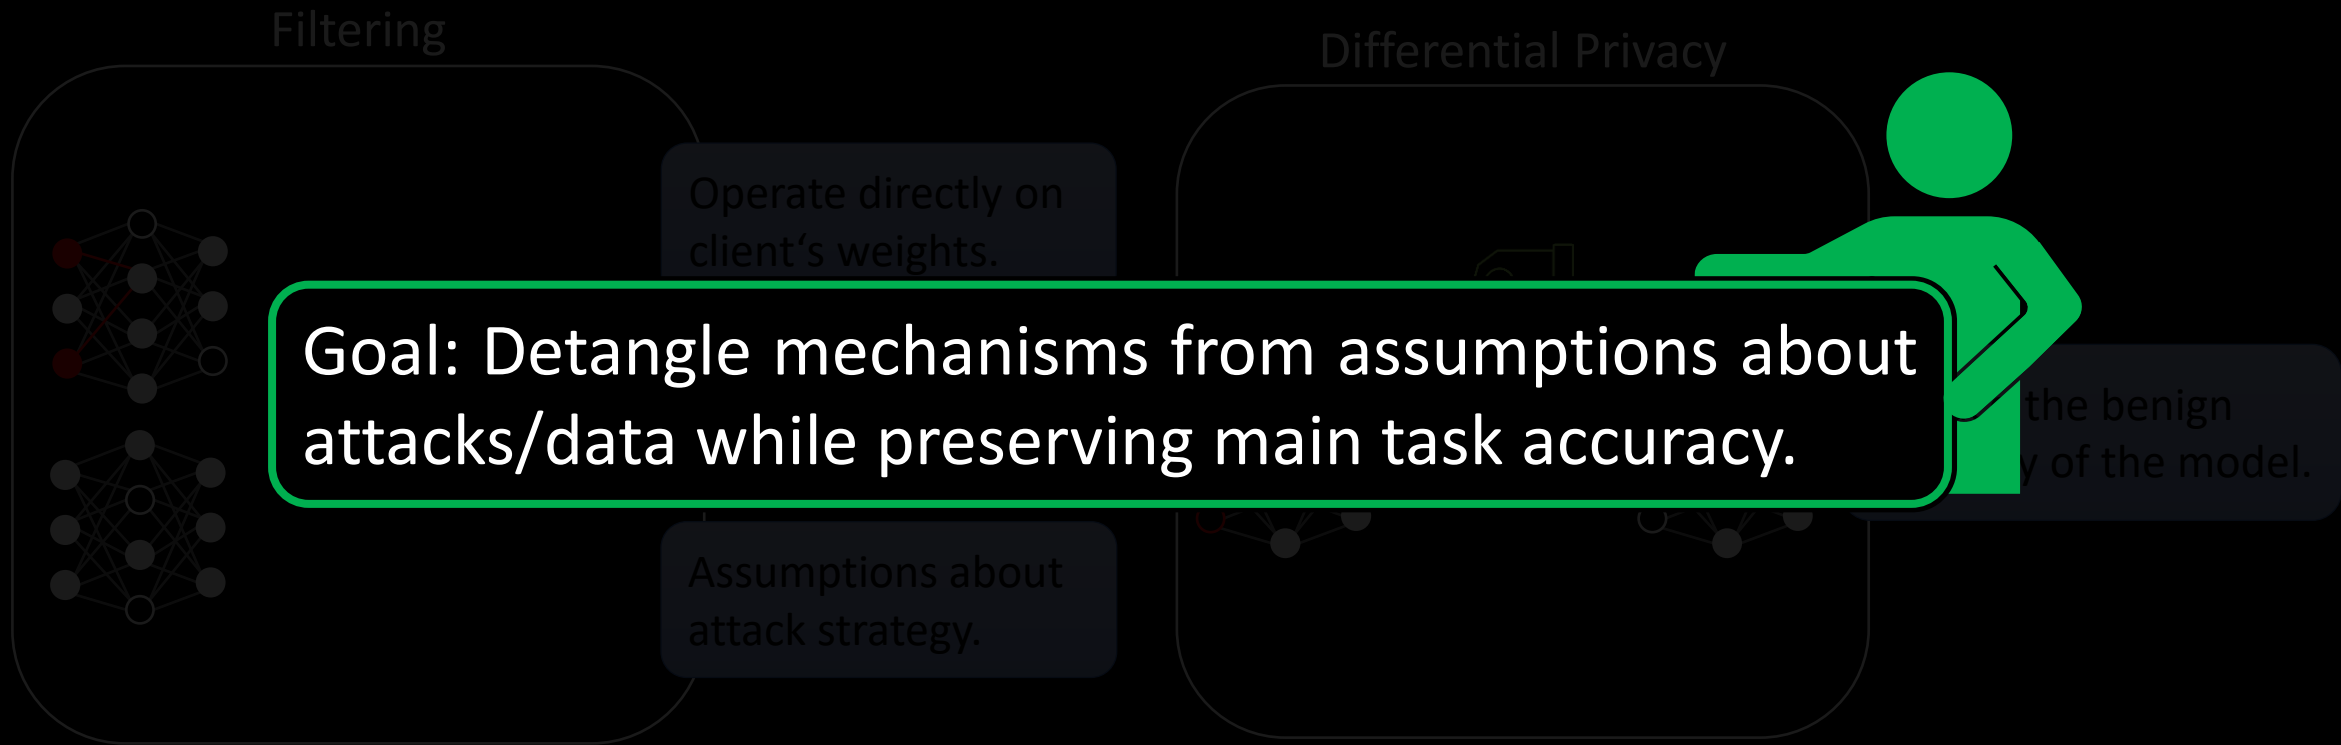 Filtering
Differential Privacy
Operate directly on
client‘s weights.
Goal: Detangle mechanisms from assumptions about
attacks/data while preserving main task accuracy.
the benign
of the model.
Assumptions about
attack strategy.